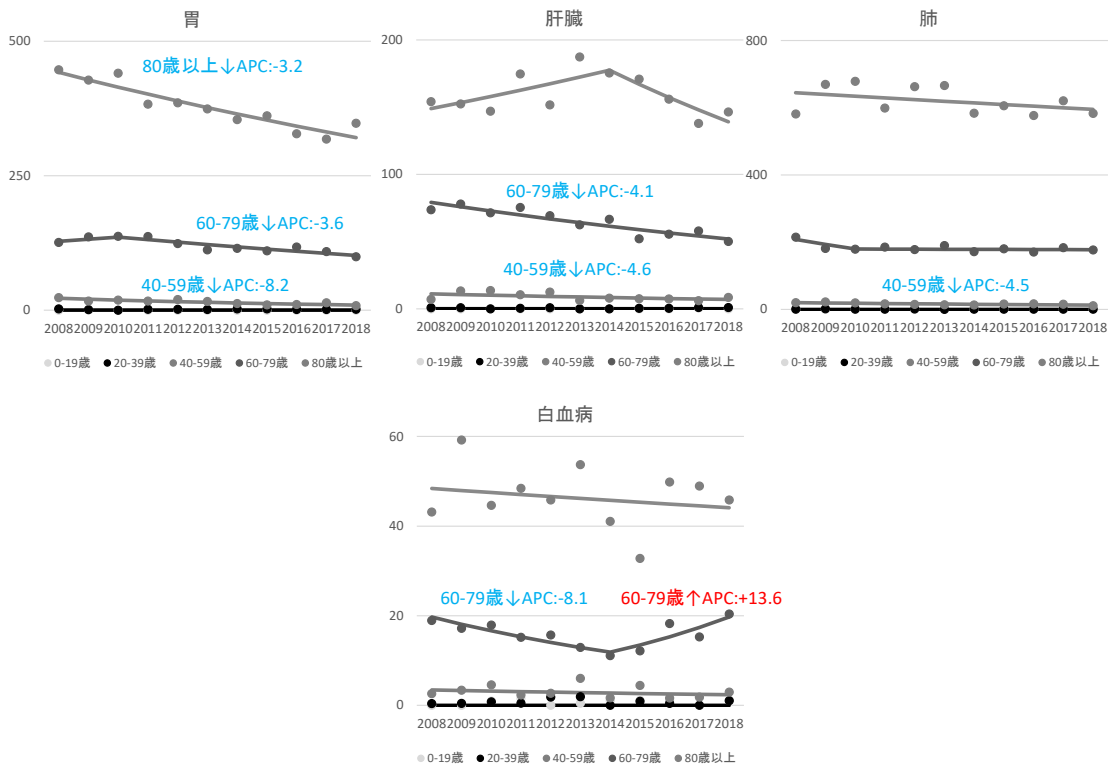 胃
500
250
0
80歳以上↓APC:-3.2
60-79歳↓APC:-3.6
40-59歳↓APC:-8.2
2008 2009 2010 2011 2012 2013 2014 2015 2016 2017 2018
0-19歳 20-39歳 40-59歳 60-79歳 80歳以上
肝臓
200
100
0
60-79歳↓APC:-4.1
40-59歳↓APC:-4.6
2008 2009 2010 2011 2012 2013 2014 2015 2016 2017 2018
0-19歳 20-39歳 40-59歳 60-79歳 80歳以上
肺
800
400
0
40-59歳↓APC:-4.5
2008 2009 2010 2011 2012 2013 2014 2015 2016 2017 2018
0-19歳 20-39歳 40-59歳 60-79歳 80歳以上
白血病
60
40
20
0
60-79歳↓APC:-8.1
60-79歳↑APC:+13.6
2008 2009 2010 2011 2012 2013 2014 2015 2016 2017 2018
0-19歳 20-39歳 40-59歳 60-79歳 80歳以上